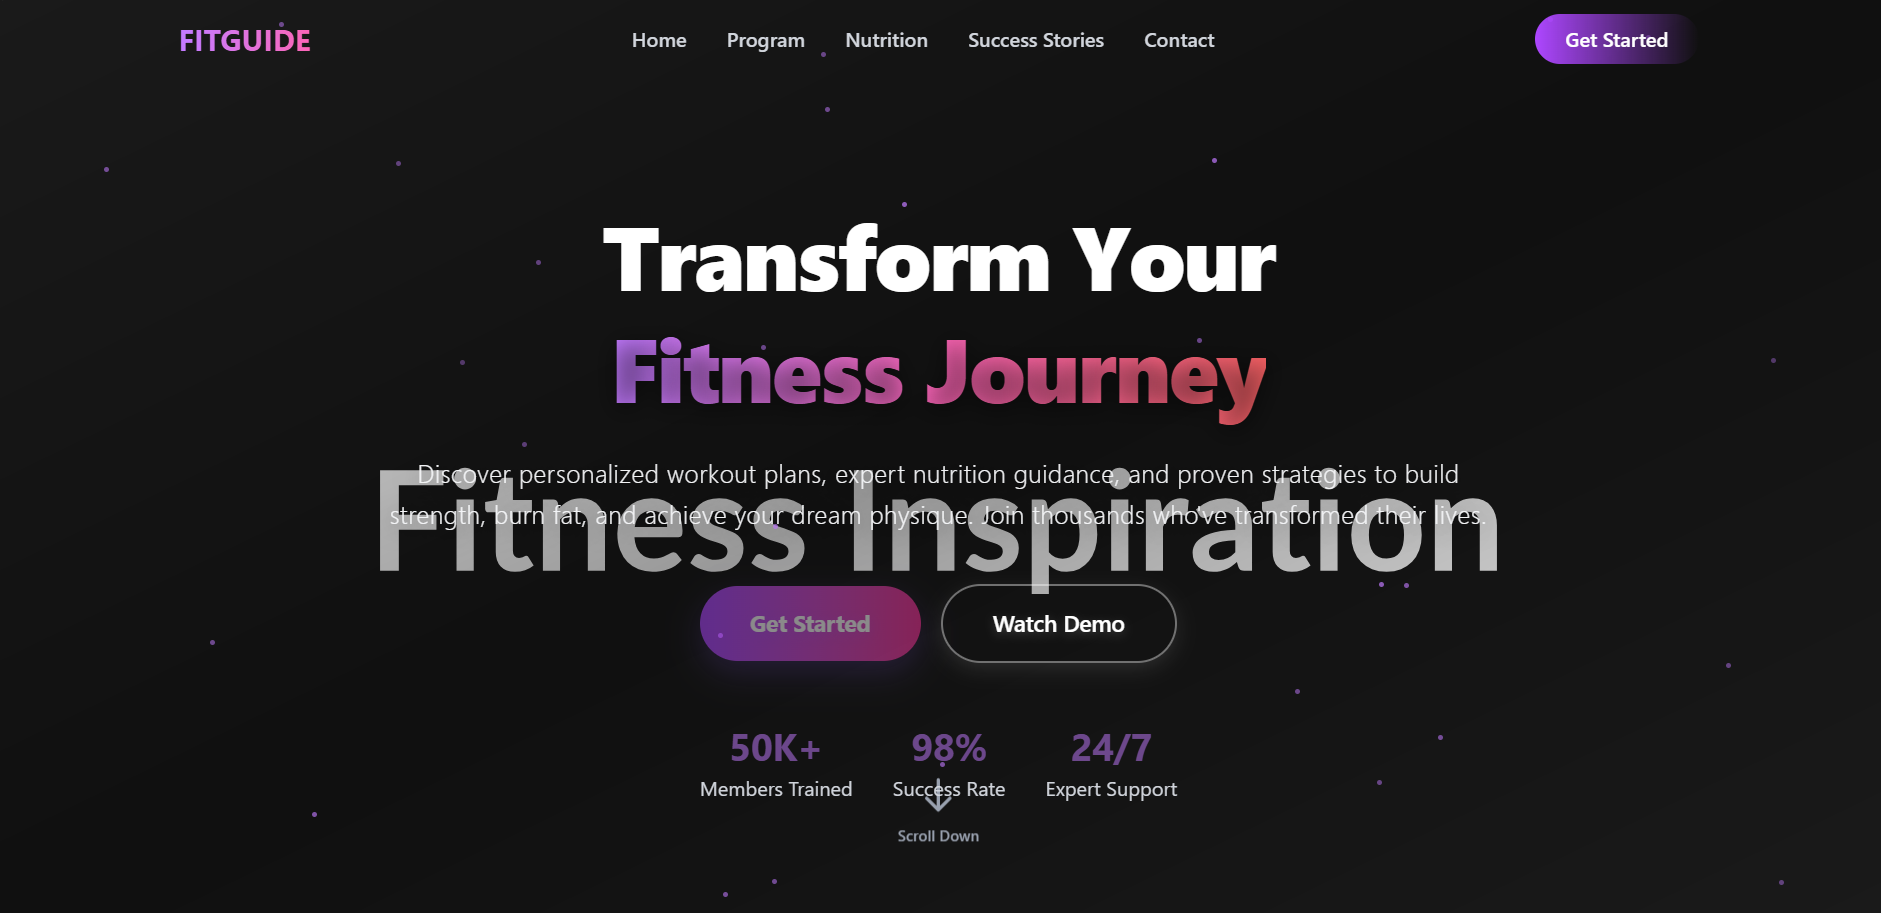 FITGUIDE
Home
Program
Nutrition
Success Stories
Contact
Get Started
Transform Your
Fitness Journey
Discover personalized workout plans, expert nutrition guidance, and proven strategies to build
strength, burn fat, and achieve your dream physique. Join thousands who've transformed their lives.
Fitness Inspiration
Get Started
Watch Demo
50K+
Members Trained
98%
Success Rate
24/7
Expert Support
Scroll Down